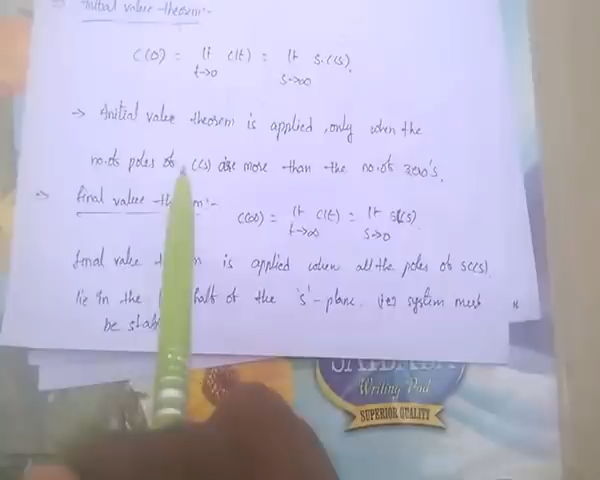 Initial value theorem:-
C(0) = lt C(t) = lt S.C(S).
t→0 S→∞
→ Initial value theorem is applied, only when the
no.of poles of C(S) are more than the no.of zero's.
→ final value th m:-
C(∞) = lt C(t) = lt SC(S)
t→∞ S→0
final value is applied when all the poles of SC(S)
lie in the half of the 's'-plane. system must
be
Writing Pad
SUPERIOR QUALITY